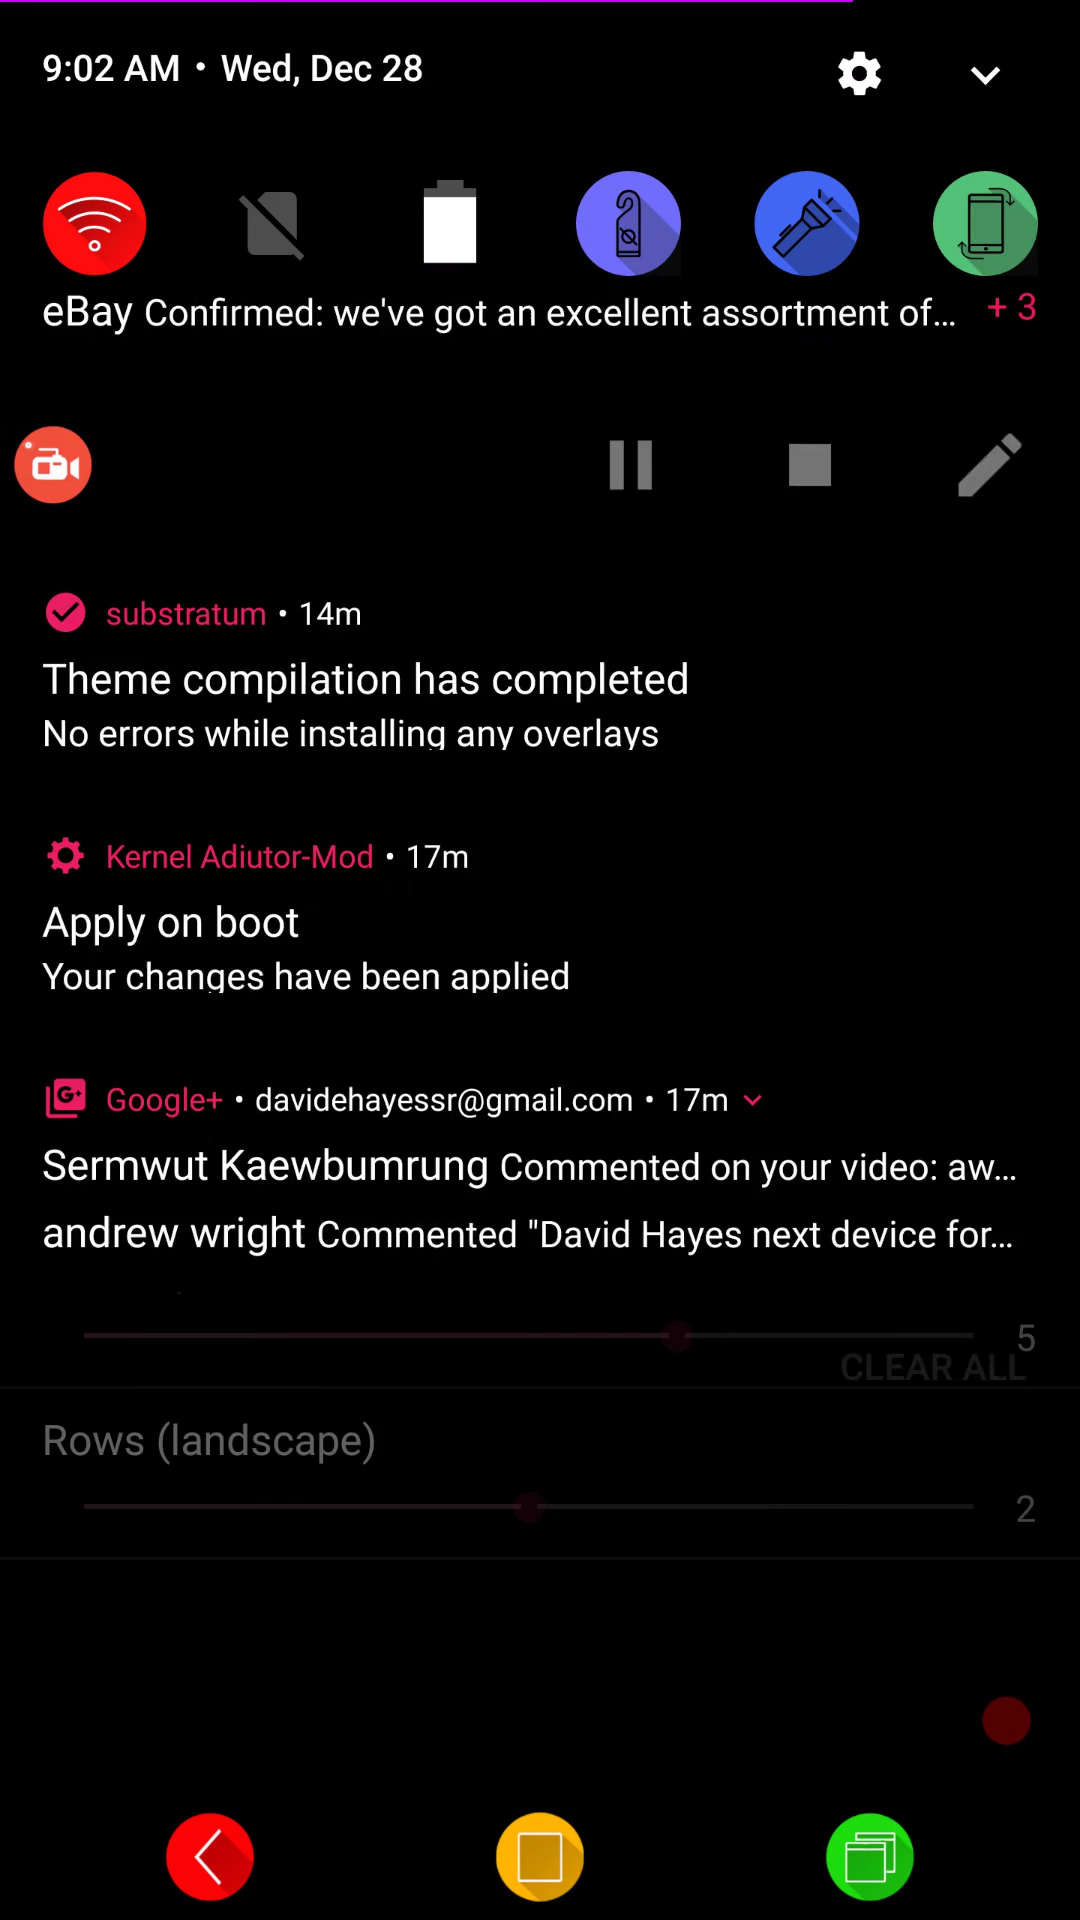 9:02 AM • Wed, Dec 28
eBay Confirmed: we've got an excellent assortment of... + 3
substratum • 14m
Theme compilation has completed
No errors while installing any overlays
Kernel Adiutor-Mod • 17m
Apply on boot
Your changes have been applied
Google+ • davidehayessr@gmail.com • 17m
Sermwut Kaewbumrung Commented on your video: aw...
andrew wright Commented "David Hayes next device for...
5
CLEAR ALL
Rows (landscape)
2